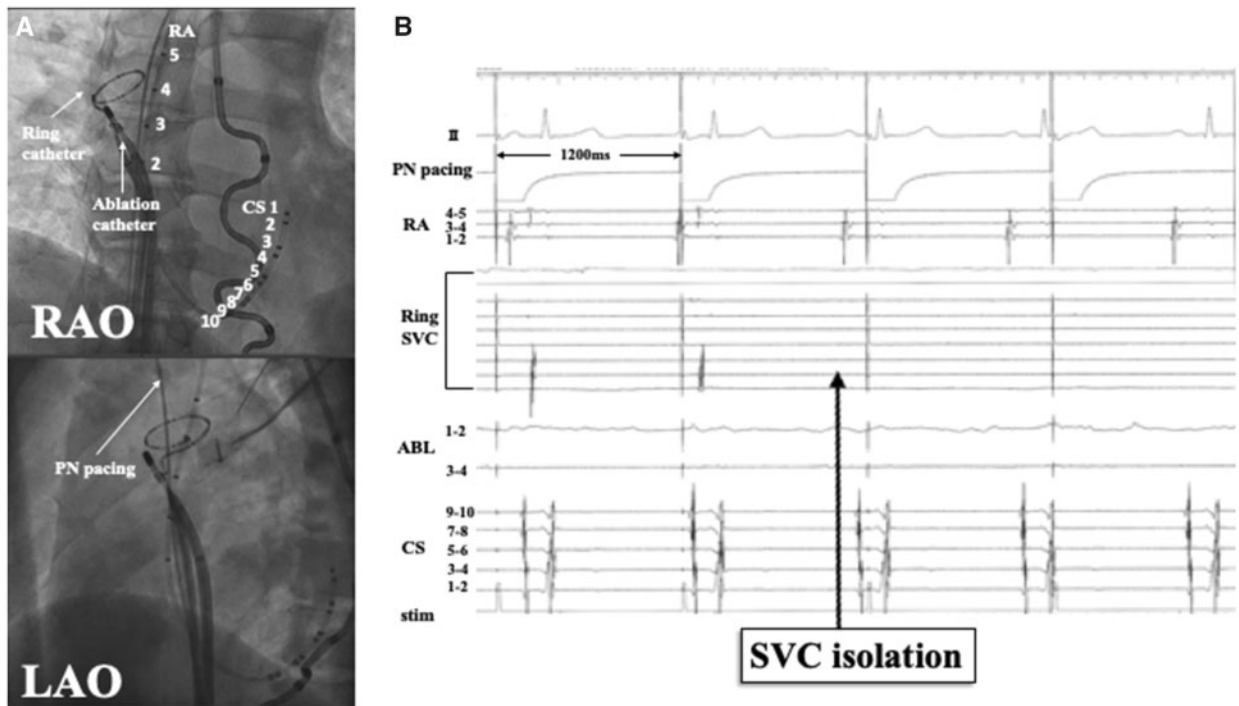 A
RA
5
4
3
2
Ring
catheter
Ablation
catheter
CS 1
2
3
4
5
6
7
8
9
10
RAO
PN pacing
LAO
B
II
1200ms
PN pacing
4-5
RA 3-4
1-2
Ring
SVC
1-2
ABL
3-4
9-10
7-8
CS 5-6
3-4
1-2
stim
SVC isolation